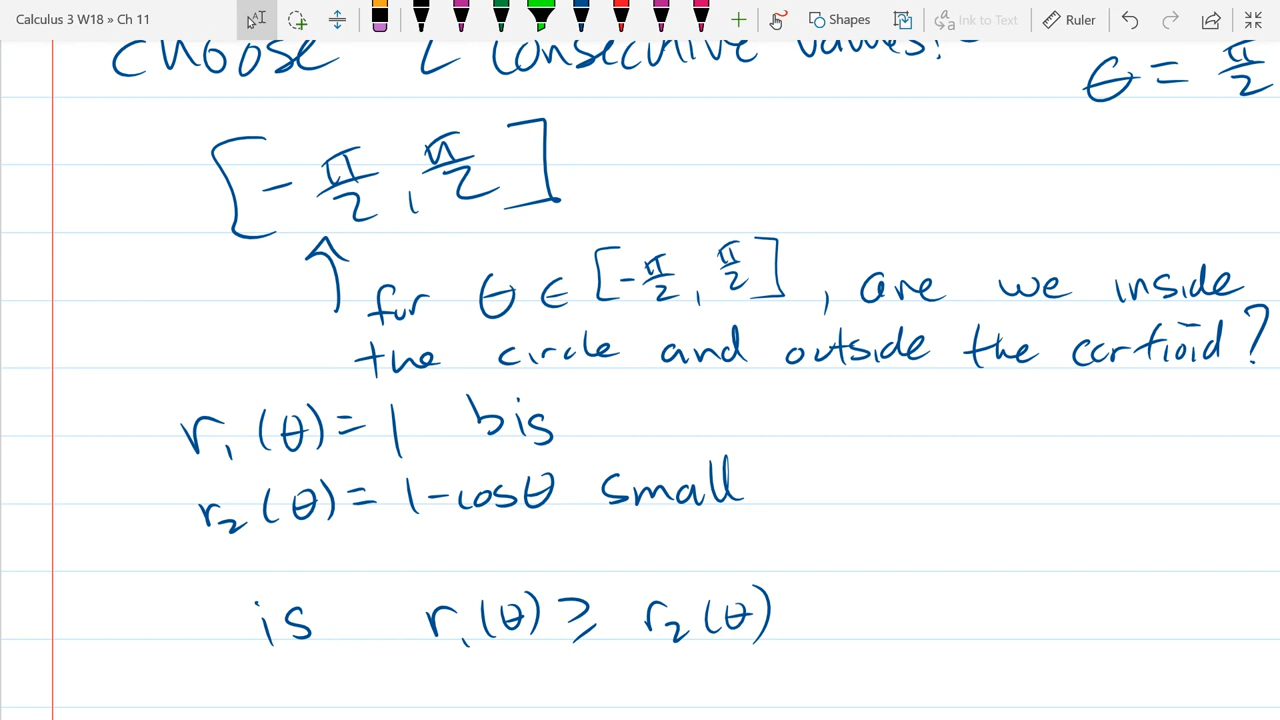 Calculus 3 W18 » Ch 11
Shapes
Link to Text
Ruler
choose 2 consecutive values!
θ = π/2
[-π/2, π/2]
for θ ∈ [-π/2, π/2], are we inside
the circle and outside the cartioid?
r₁(θ) = 1 big
r₂(θ) = 1-cosθ small
is r₁(θ) ≥ r₂(θ)